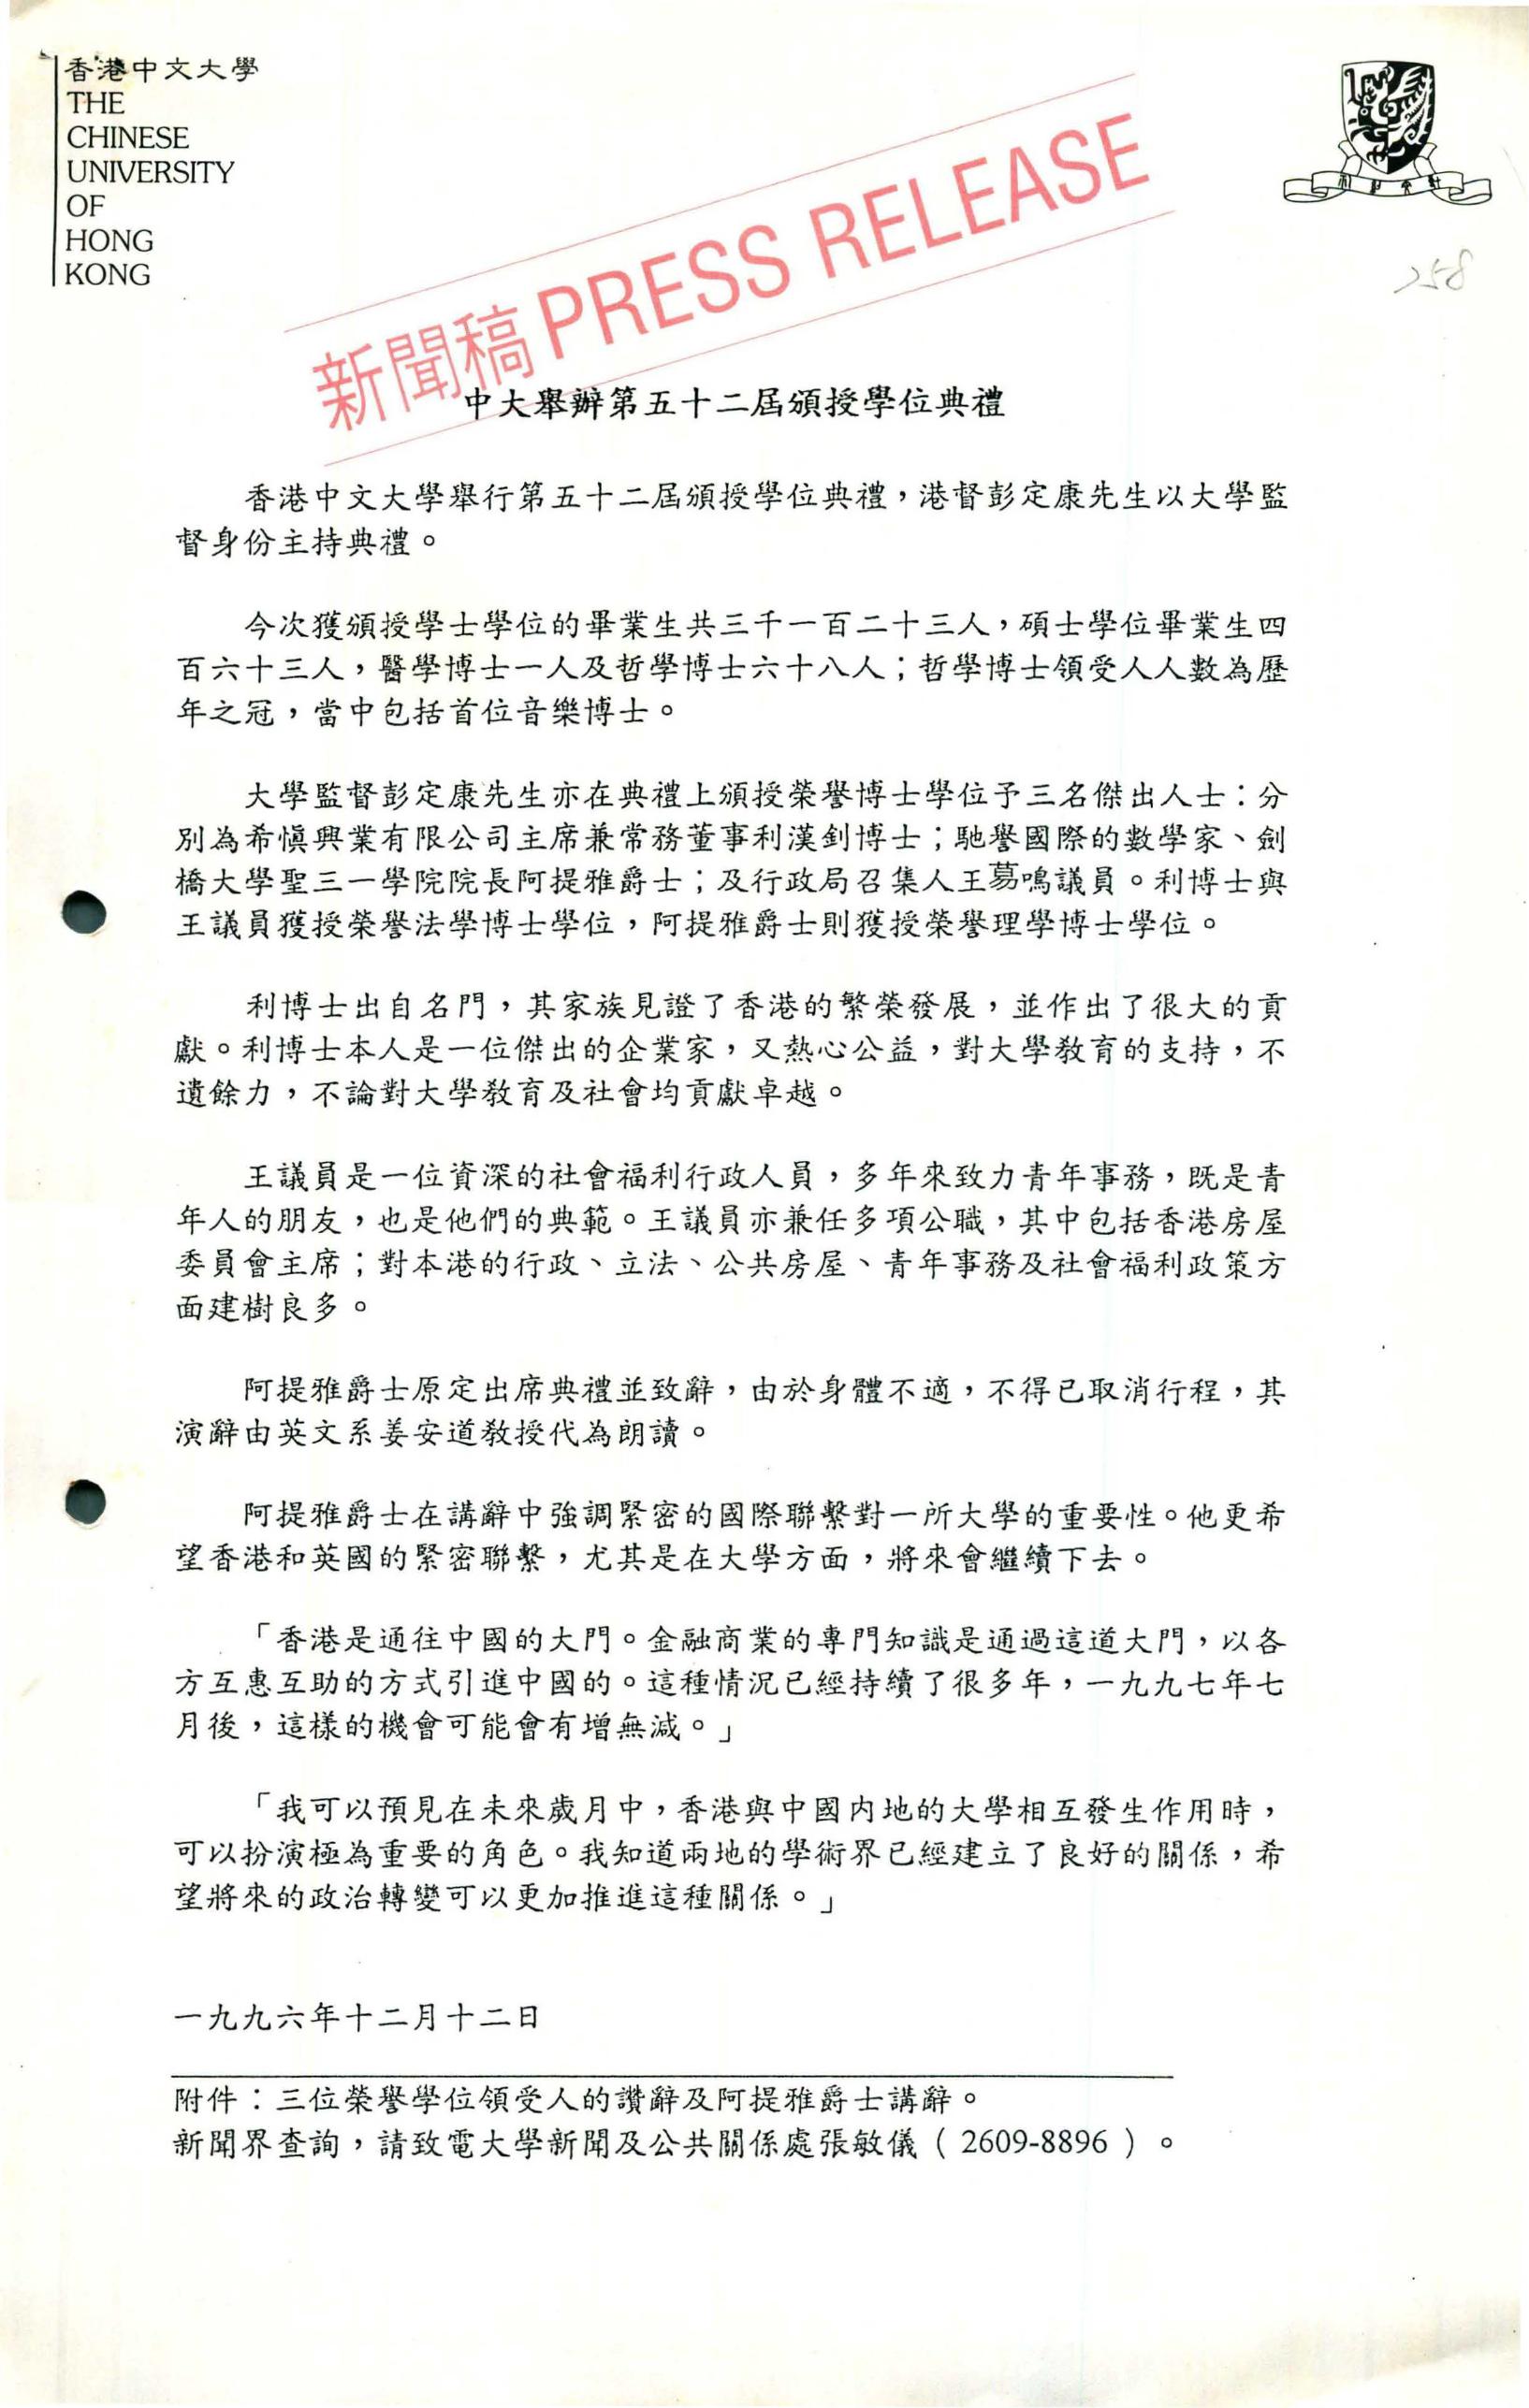 香港中文大學
THE
CHINESE
UNIVERSITY
OF
HONG
KONG
258
新聞稿 PRESS RELEASE
中大舉辦第五十二屆頒授學位典禮
香港中文大學舉行第五十二屆頒授學位典禮，港督彭定康先生以大學監
督身份主持典禮。
今次獲頒授學士學位的畢業生共三千一百二十三人，碩士學位畢業生四
百六十三人，醫學博士一人及哲學博士六十八人；哲學博士領受人人數為歷
年之冠，當中包括首位音樂博士。
大學監督彭定康先生亦在典禮上頒授榮譽博士學位予三名傑出人士：分
別為希慎興業有限公司主席兼常務董事利漢釗博士；馳譽國際的數學家、劍
橋大學聖三一學院院長阿提雅爵士；及行政局召集人王䓪鳴議員。利博士與
王議員獲授榮譽法學博士學位，阿提雅爵士則獲授榮譽理學博士學位。
利博士出自名門，其家族見證了香港的繁榮發展，並作出了很大的貢
獻。利博士本人是一位傑出的企業家，又熱心公益，對大學教育的支持，不
遺餘力，不論對大學教育及社會均貢獻卓越。
王議員是一位資深的社會福利行政人員，多年來致力青年事務，既是青
年人的朋友，也是他們的典範。王議員亦兼任多項公職，其中包括香港房屋
委員會主席；對本港的行政、立法、公共房屋、青年事務及社會福利政策方
面建樹良多。
阿提雅爵士原定出席典禮並致辭，由於身體不適，不得已取消行程，其
演辭由英文系姜安道教授代為朗讀。
阿提雅爵士在講辭中強調緊密的國際聯繫對一所大學的重要性。他更希
望香港和英國的緊密聯繫，尤其是在大學方面，將來會繼續下去。
「香港是通往中國的大門。金融商業的專門知識是通過這道大門，以各
方互惠互助的方式引進中國的。這種情況已經持續了很多年，一九九七年七
月後，這樣的機會可能會有增無減。」
「我可以預見在未來歲月中，香港與中國內地的大學相互發生作用時，
可以扮演極為重要的角色。我知道兩地的學術界已經建立了良好的關係，希
望將來的政治轉變可以更加推進這種關係。」
一九九六年十二月十二日
附件：三位榮譽學位領受人的讚辭及阿提雅爵士講辭。
新聞界查詢，請致電大學新聞及公共關係處張敏儀（2609-8896）。